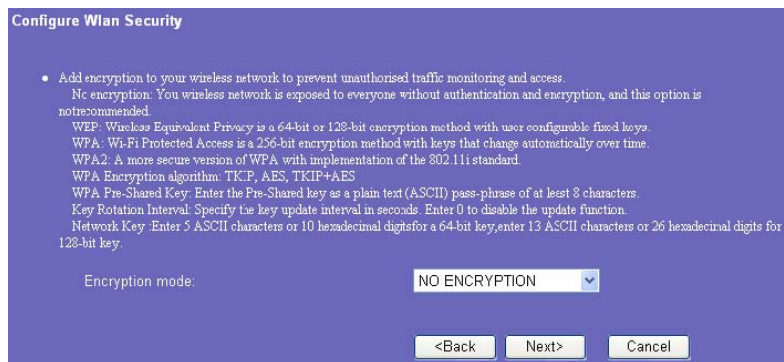 Configure Wlan Security
Add encryption to your wireless network to prevent unauthorised traffic monitoring and access.
No encryption: You wireless network is exposed to everyone without authentication and encryption, and this option is
notrecommended.
WEP: Wireless Equivalent Privacy is a 64-bit or 128-bit encryption method with user configurable fixed keys.
WPA: Wi-Fi Protected Access is a 256-bit encryption method with keys that change automatically over time.
WPA2: A more secure version of WPA with implementation of the 802.11i standard.
WPA Encryption algorithm: TKIP, AES, TKIP+AES
WPA Pre-Shared Key: Enter the Pre-Shared key as a plain text (ASCII) pass-phrase of at least 8 characters.
Key Rotation Interval: Specify the key update interval in seconds. Enter 0 to disable the update function.
Network Key :Enter 5 ASCII characters or 10 hexadecimal digitsfor a 64-bit key,enter 13 ASCII characters or 26 hexadecimal digits for
128-bit key.
Encryption mode: NO ENCRYPTION
<Back Next> Cancel